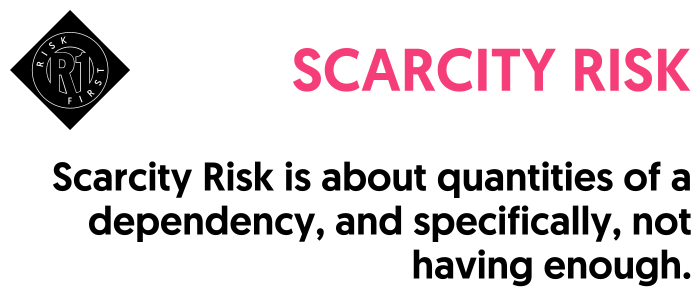 RISK
R1
FIRST
SCARCITY RISK
Scarcity Risk is about quantities of a
dependency, and specifically, not
having enough.